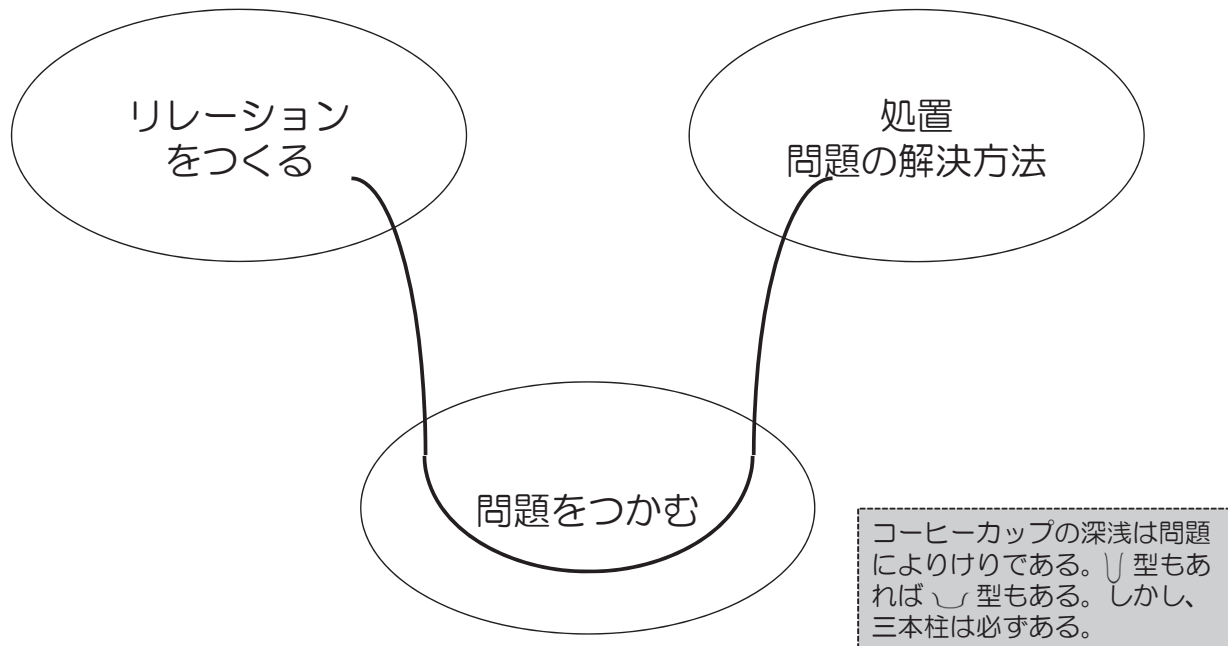 リレーション
をつくる
処置
問題の解決方法
問題をつかむ
コーヒーカップの深浅は問題
によりけりである。 型もあ
れば 型もある。しかし、
三本柱は必ずある。